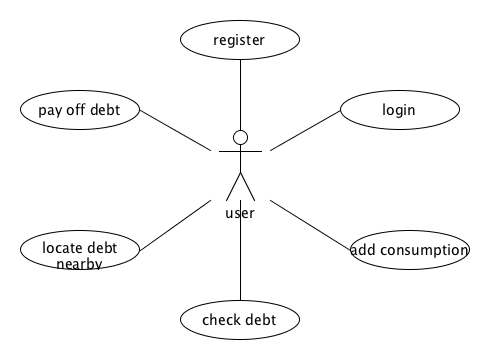 register
pay off debt
login
user
locate debt
nearby
add consumption
check debt